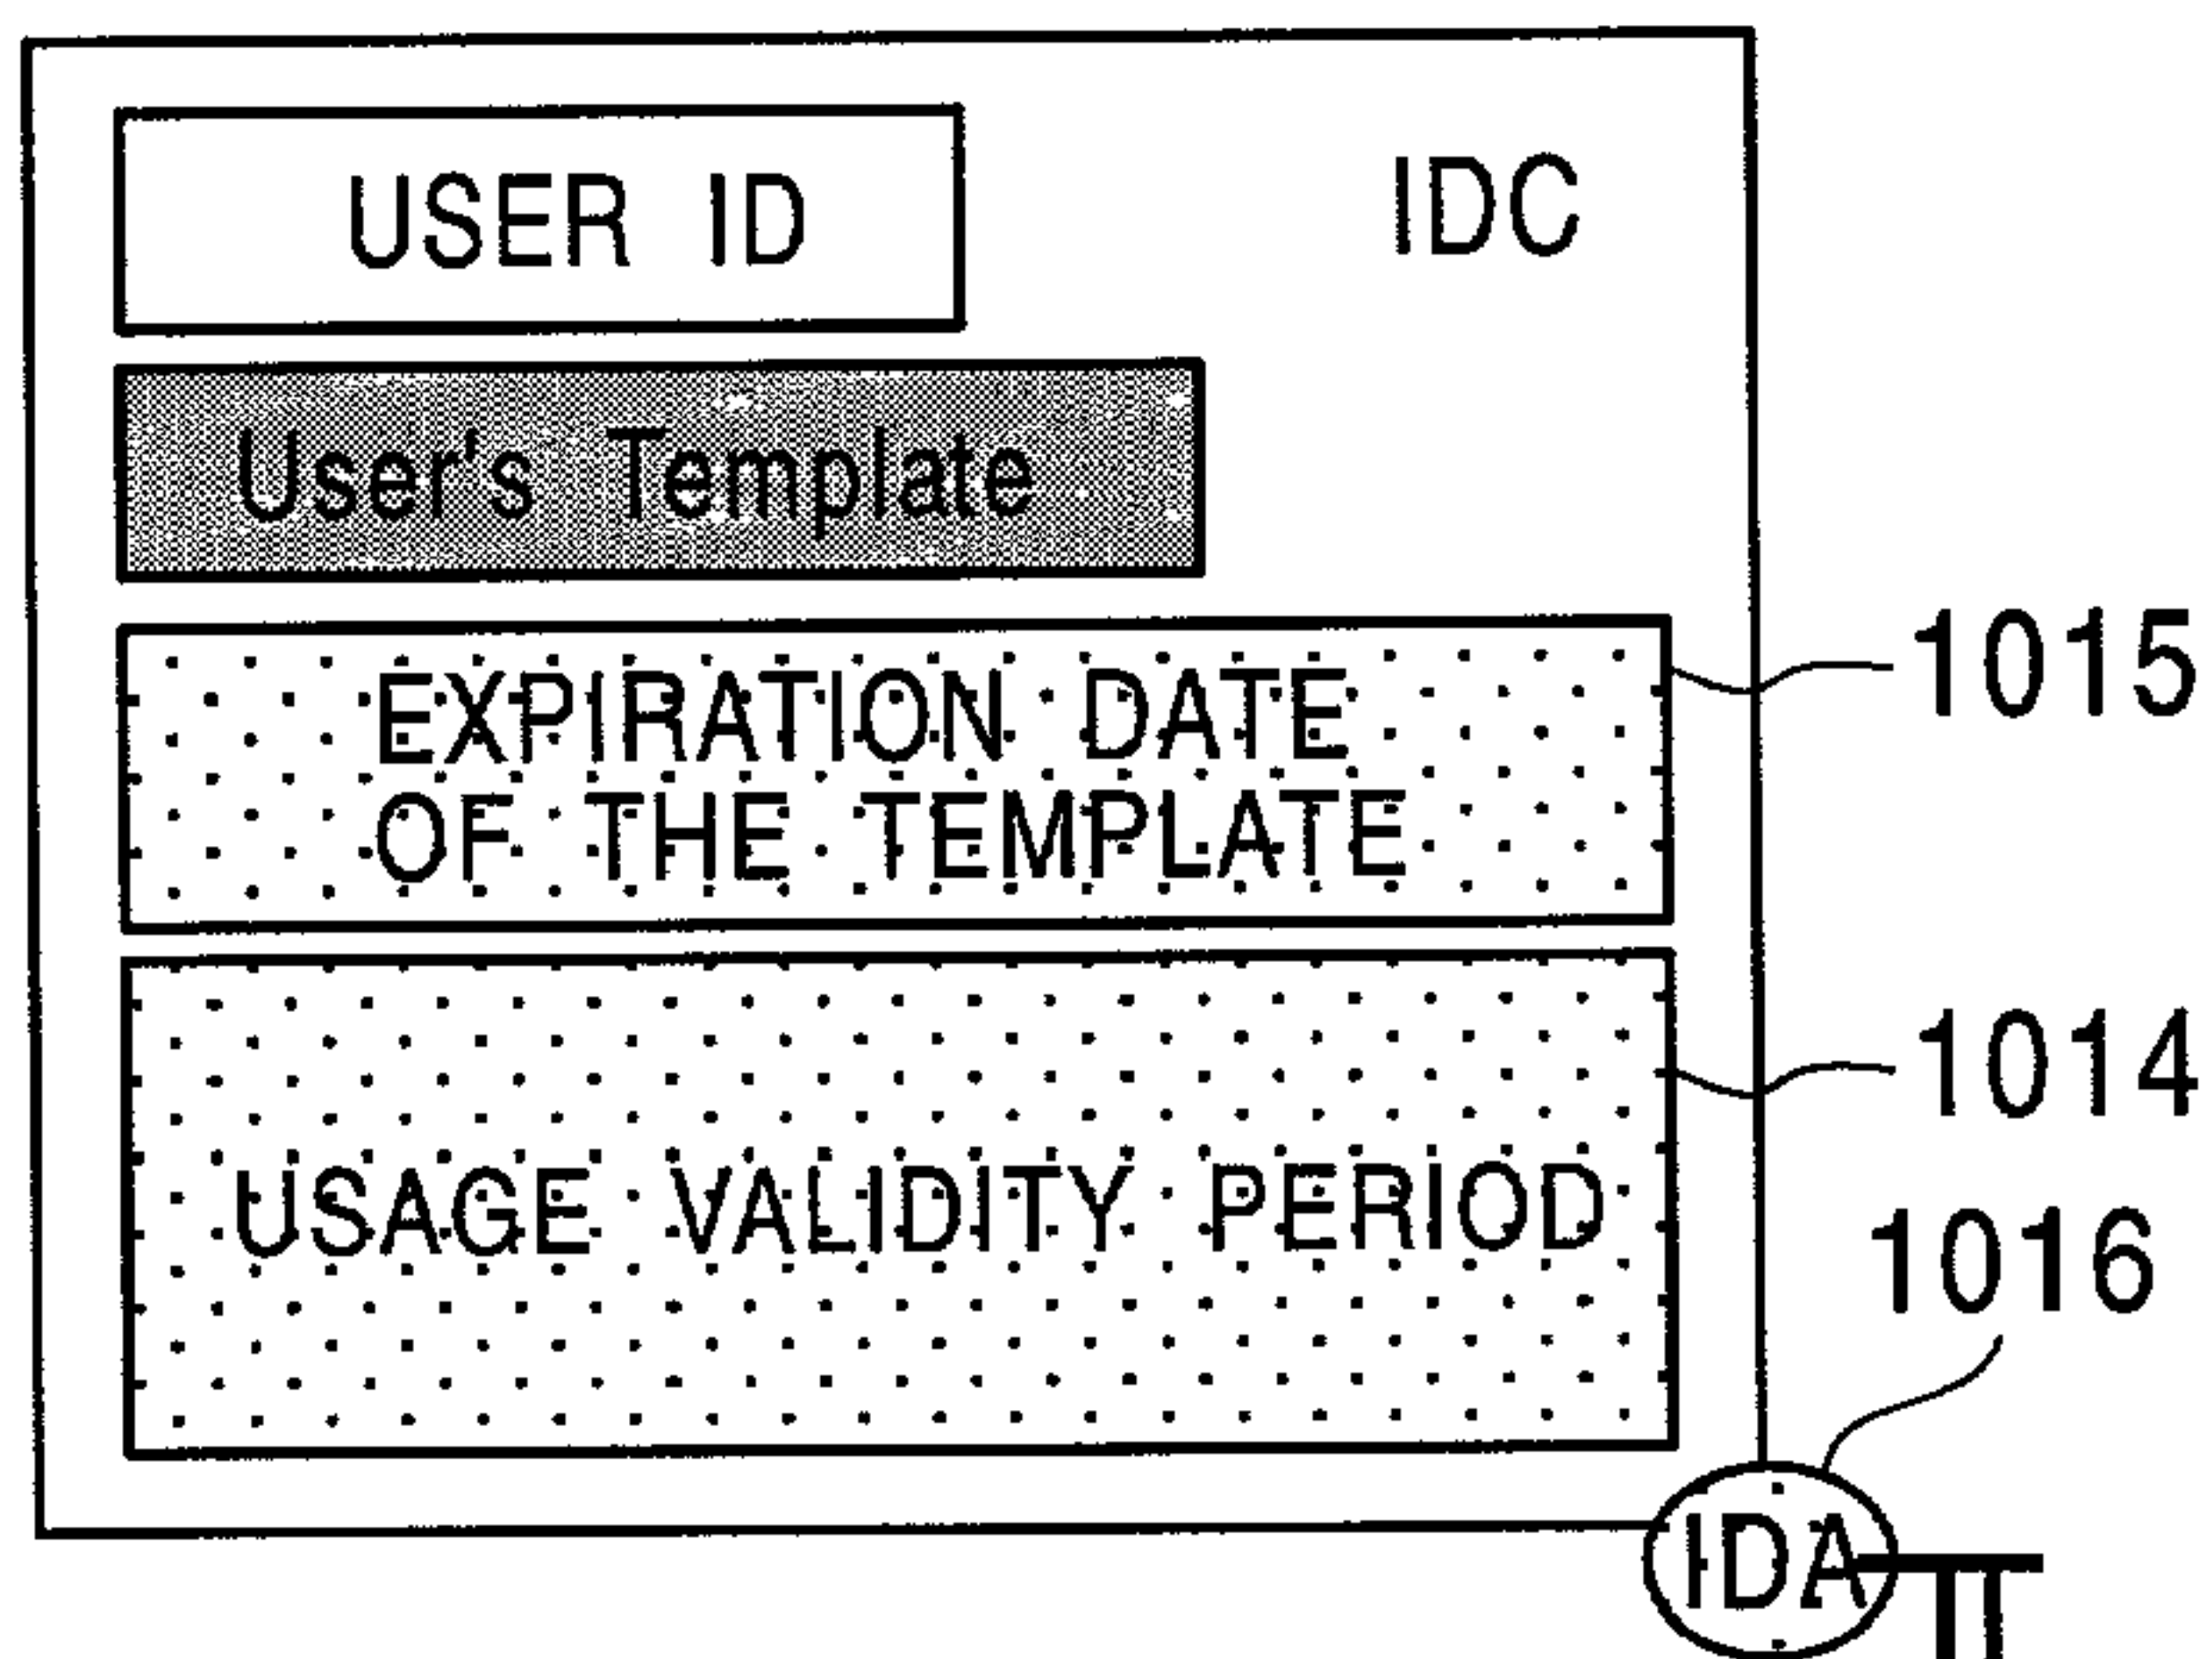 USER ID
IDC
User's Template
EXPIRATION DATE
OF THE TEMPLATE
1015
1014
USAGE VALIDITY PERIOD
1016
IDA